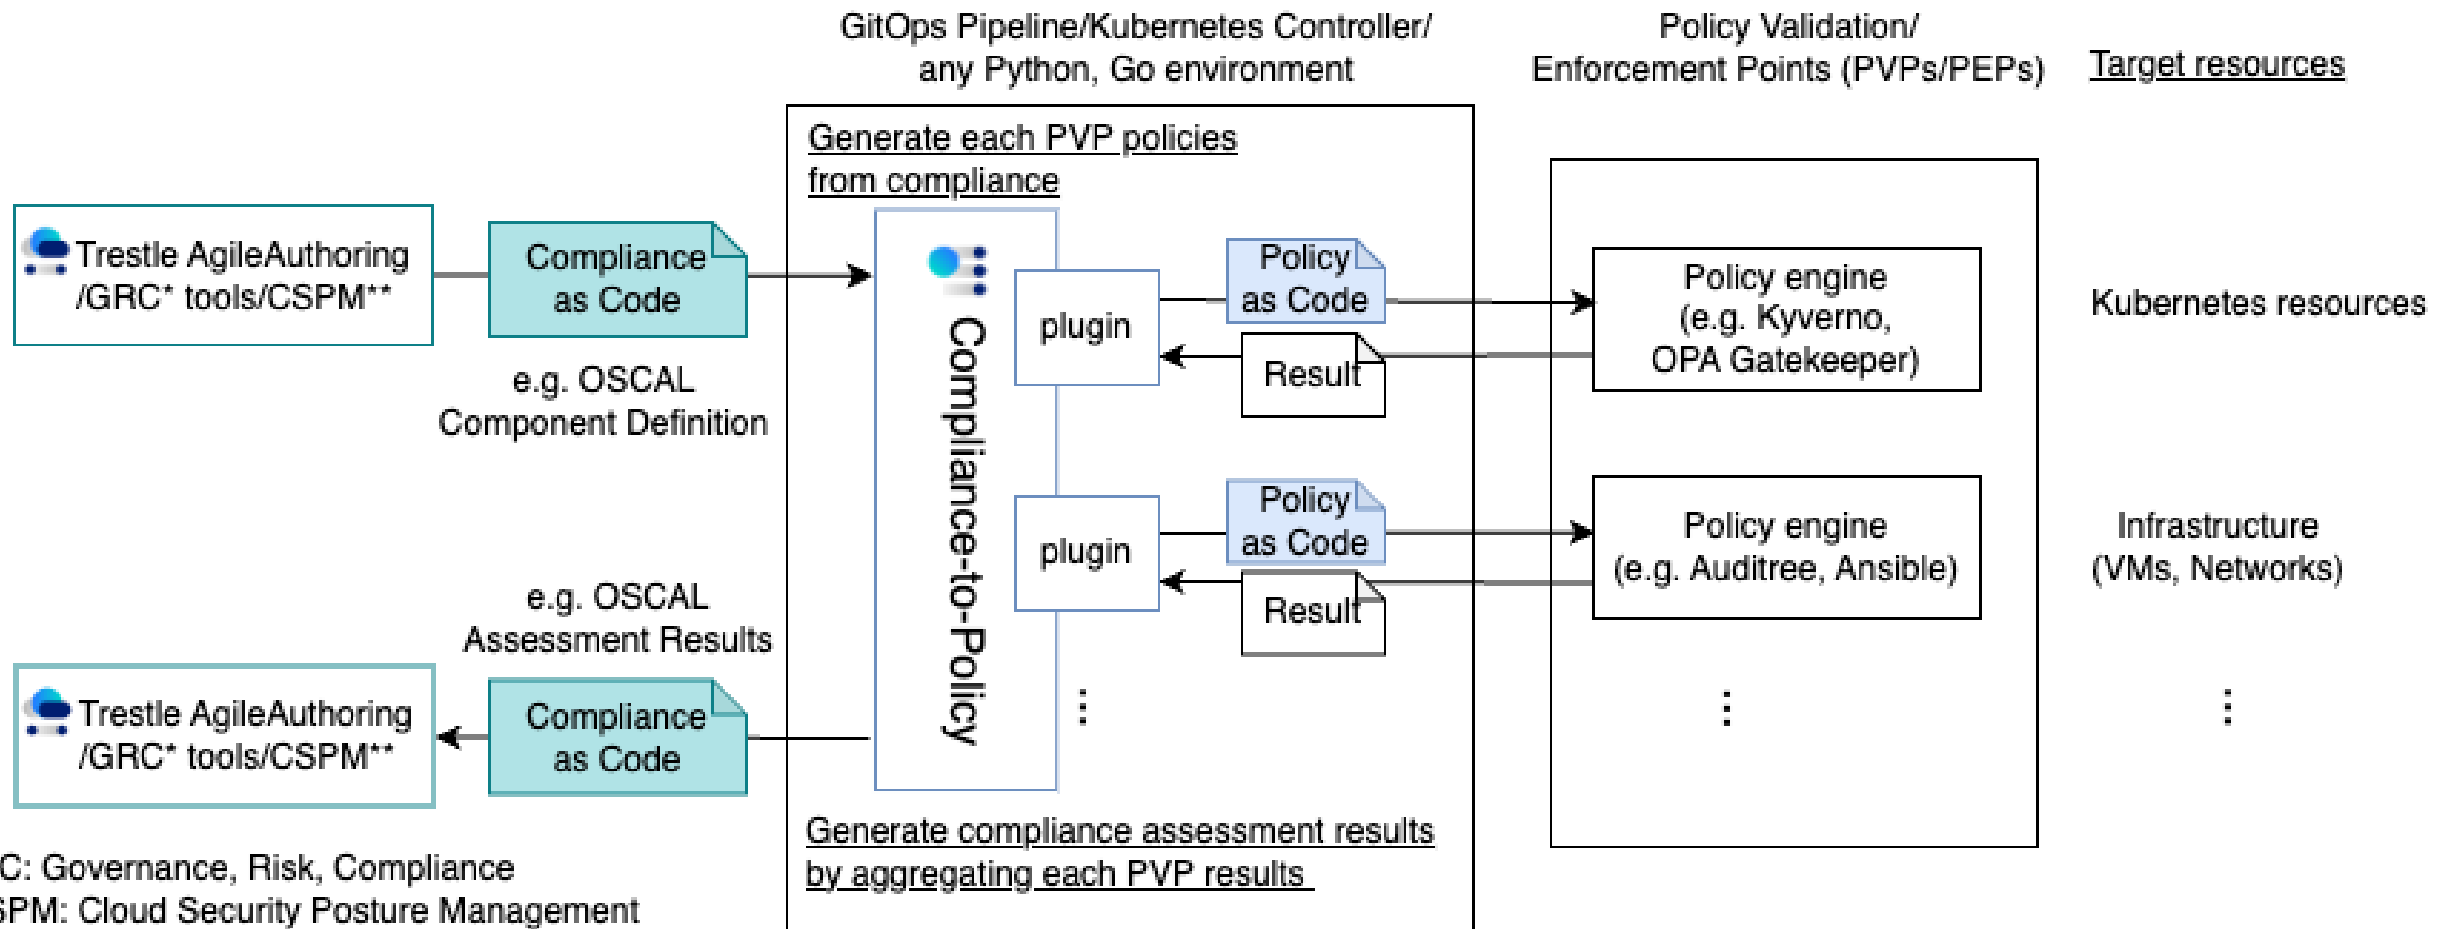 GitOps Pipeline/Kubernetes Controller/
any Python, Go environment
Policy Validation/
Enforcement Points (PVPs/PEPs)
Target resources
Generate each PVP policies
from compliance
Trestle AgileAuthoring
/GRC* tools/CSPM**
Compliance
as Code
e.g. OSCAL
Component Definition
Compliance-to-Policy
plugin
Policy
as Code
Result
Policy engine
(e.g. Kyverno,
OPA Gatekeeper)
Kubernetes resources
plugin
Policy
as Code
Result
Policy engine
(e.g. Auditree, Ansible)
Infrastructure
(VMs, Networks)
e.g. OSCAL
Assessment Results
Trestle AgileAuthoring
/GRC* tools/CSPM**
Compliance
as Code
...
...
...
Generate compliance assessment results
by aggregating each PVP results
C: Governance, Risk, Compliance
SPM: Cloud Security Posture Management